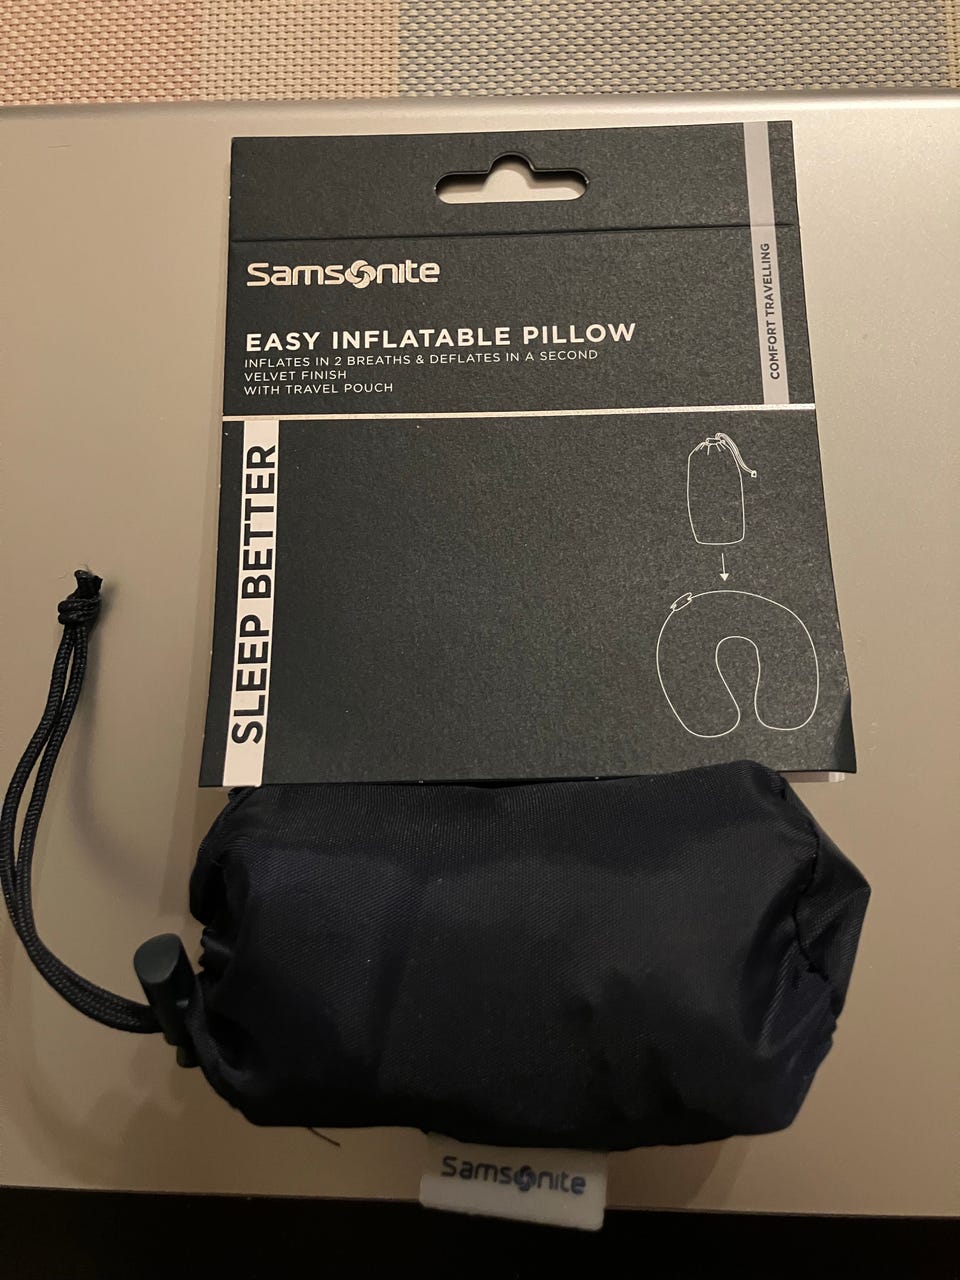 Samsonite
EASY INFLATABLE PILLOW
INFLATES IN 2 BREATHS & DEFLATES IN A SECOND
VELVET FINISH
WITH TRAVEL POUCH
COMFORT TRAVELLING
SLEEP BETTER
Samsonite